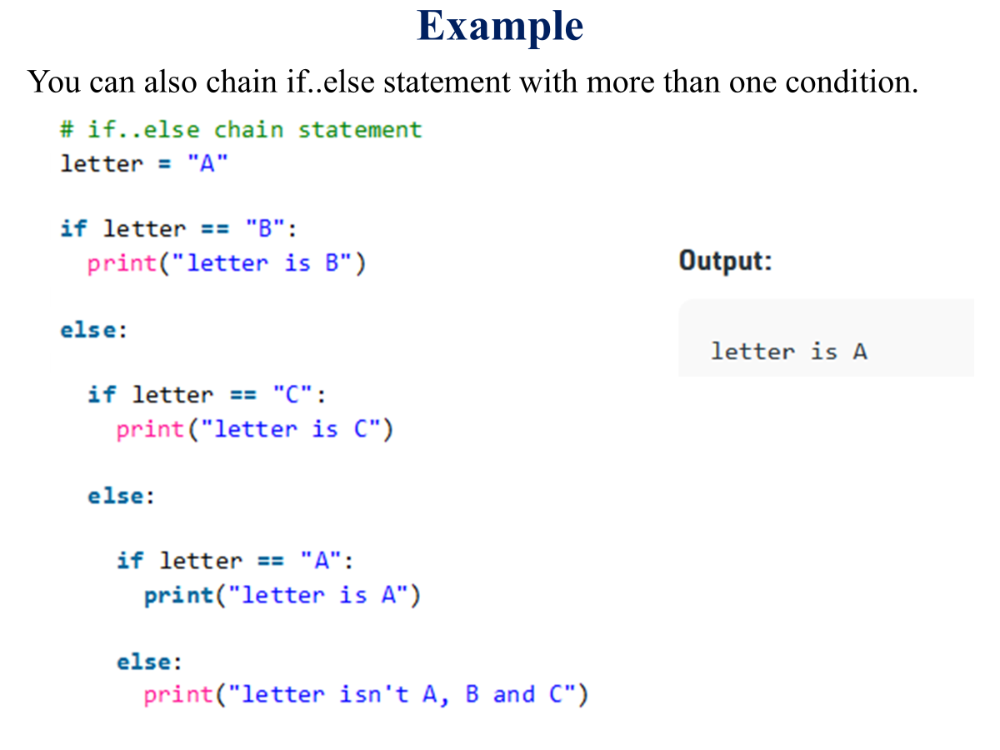 Example
You can also chain if..else statement with more than one condition.
# if..else chain statement
letter = "A"
if letter == "B":
print("letter is B")
else:
if letter == "C":
print("letter is C")
else:
if letter == "A":
print("letter is A")
else:
print("letter isn't A, B and C")
Output:
letter is A